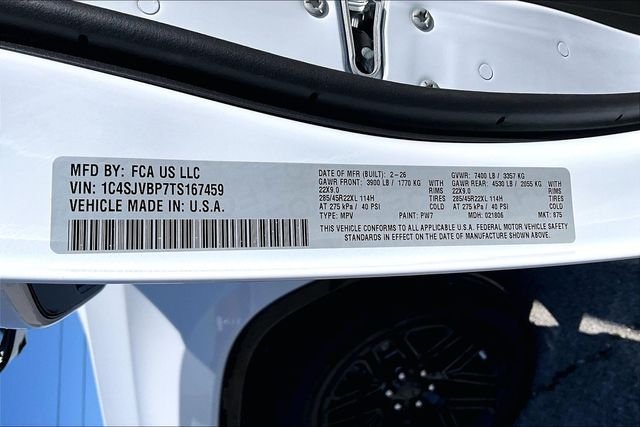 MFD BY: FCA US LLC
VIN: 1C4SJVBP7TS167459
VEHICLE MADE IN: U.S.A.
DATE OF MFR (BUILT): 2-26
GAWR FRONT: 3900 LB / 1770 KG WITH
22X9.0 RIMS
285/45R22XL 114H TIRES
AT 275 kPa / 40 PSI COLD
TYPE: MPV PAINT: PW7
GVWR: 7400 LB / 3357 KG
GAWR REAR: 4530 LB / 2055 KG WITH
22X9.0 RIMS
285/45R22XL 114H TIRES
AT 275 kPa / 40 PSI COLD
MDH: 021806 MKT: 875
THIS VEHICLE CONFORMS TO ALL APPLICABLE U.S.A. FEDERAL MOTOR VEHICLE SAFETY
STANDARDS IN EFFECT ON THE DATE OF MANUFACTURE SHOWN ABOVE.